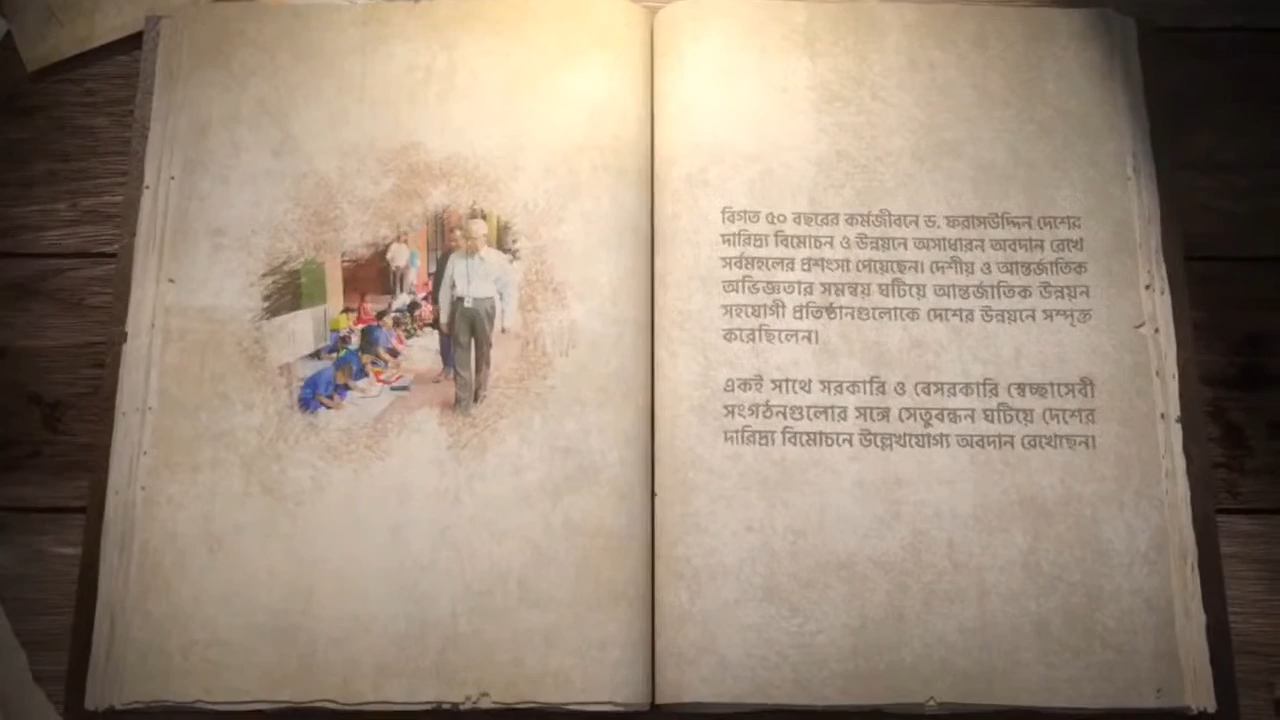 বিগত ৫০ বছরের কর্মজীবনে ড. ফরাসউদ্দিন দেশের
দারিদ্র্য বিমোচন ও উন্নয়নে অসাধারন অবদান রেখে
সর্বমহলের প্রশংসা পেয়েছেন। দেশীয় ও আন্তর্জাতিক
অভিজ্ঞতার সমন্বয় ঘটিয়ে আন্তর্জাতিক উন্নয়ন
সহযোগী প্রতিষ্ঠানগুলোকে দেশের উন্নয়নে সম্পৃক্ত
করেছিলেন।
একই সাথে সরকারি ও বেসরকারি স্বেচ্ছাসেবী
সংগঠনগুলোর সঙ্গে সেতুবন্ধন ঘটিয়ে দেশের
দারিদ্র্য বিমোচনে উল্লেখযোগ্য অবদান রেখেছেন।